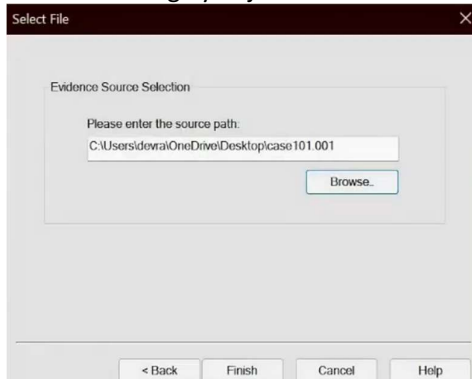 Select File
Evidence Source Selection
Please enter the source path:
C:\Users\devra\OneDrive\Desktop\case101.001
Browse..
< Back Finish Cancel Help